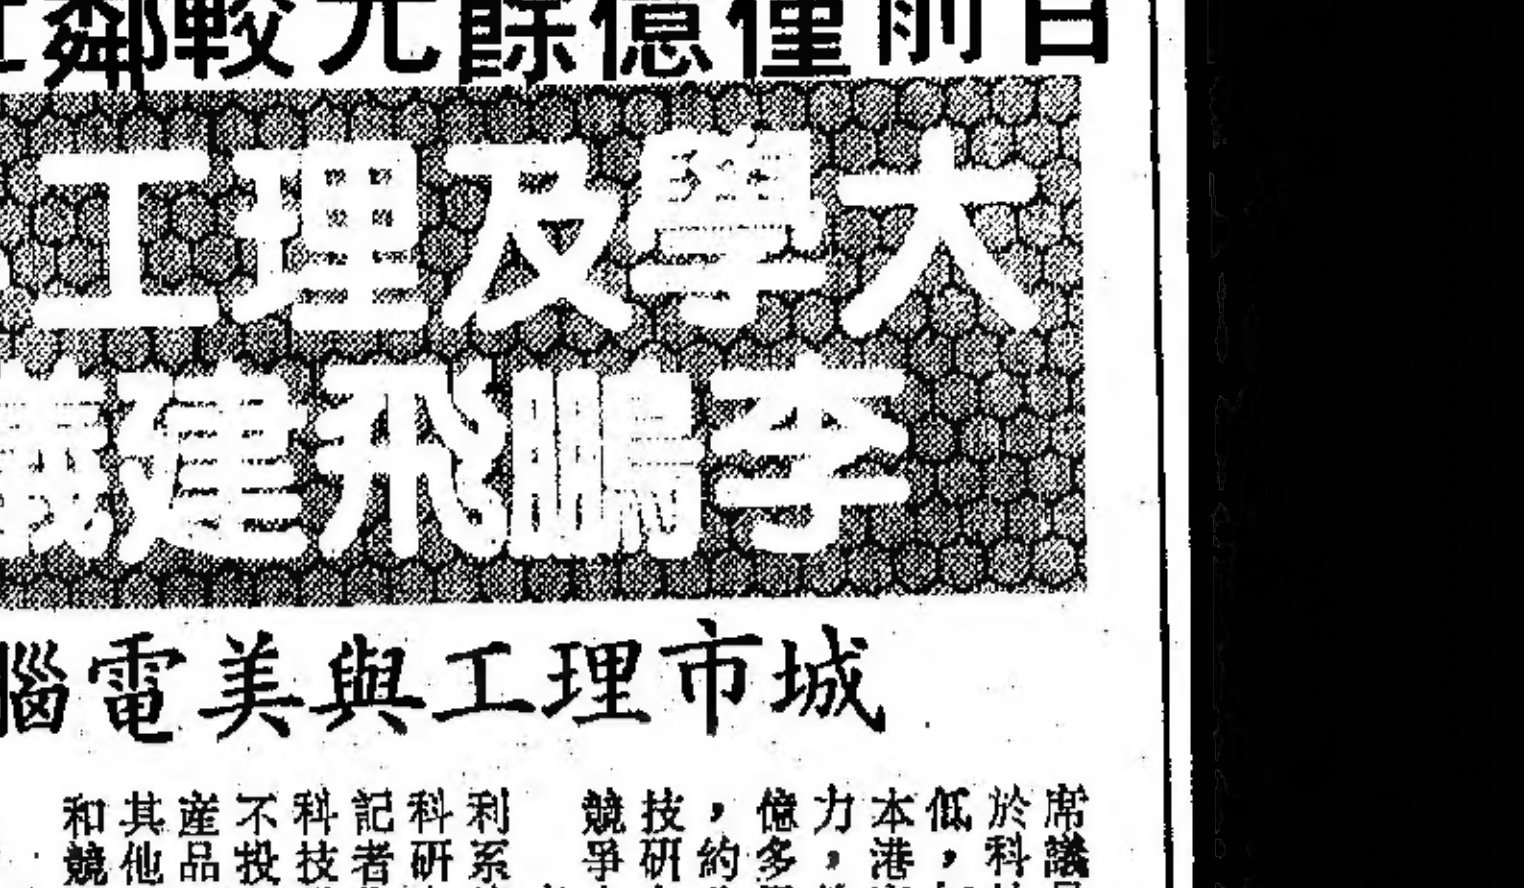 目前僅億餘元較鄰
大學及理工
李鵬飛建議
城市理工與美電腦
席議
於科
低，
本港
力，
億多
，約
技研
競爭
利系
科研
記者
科技
不投
產品
其他
和競